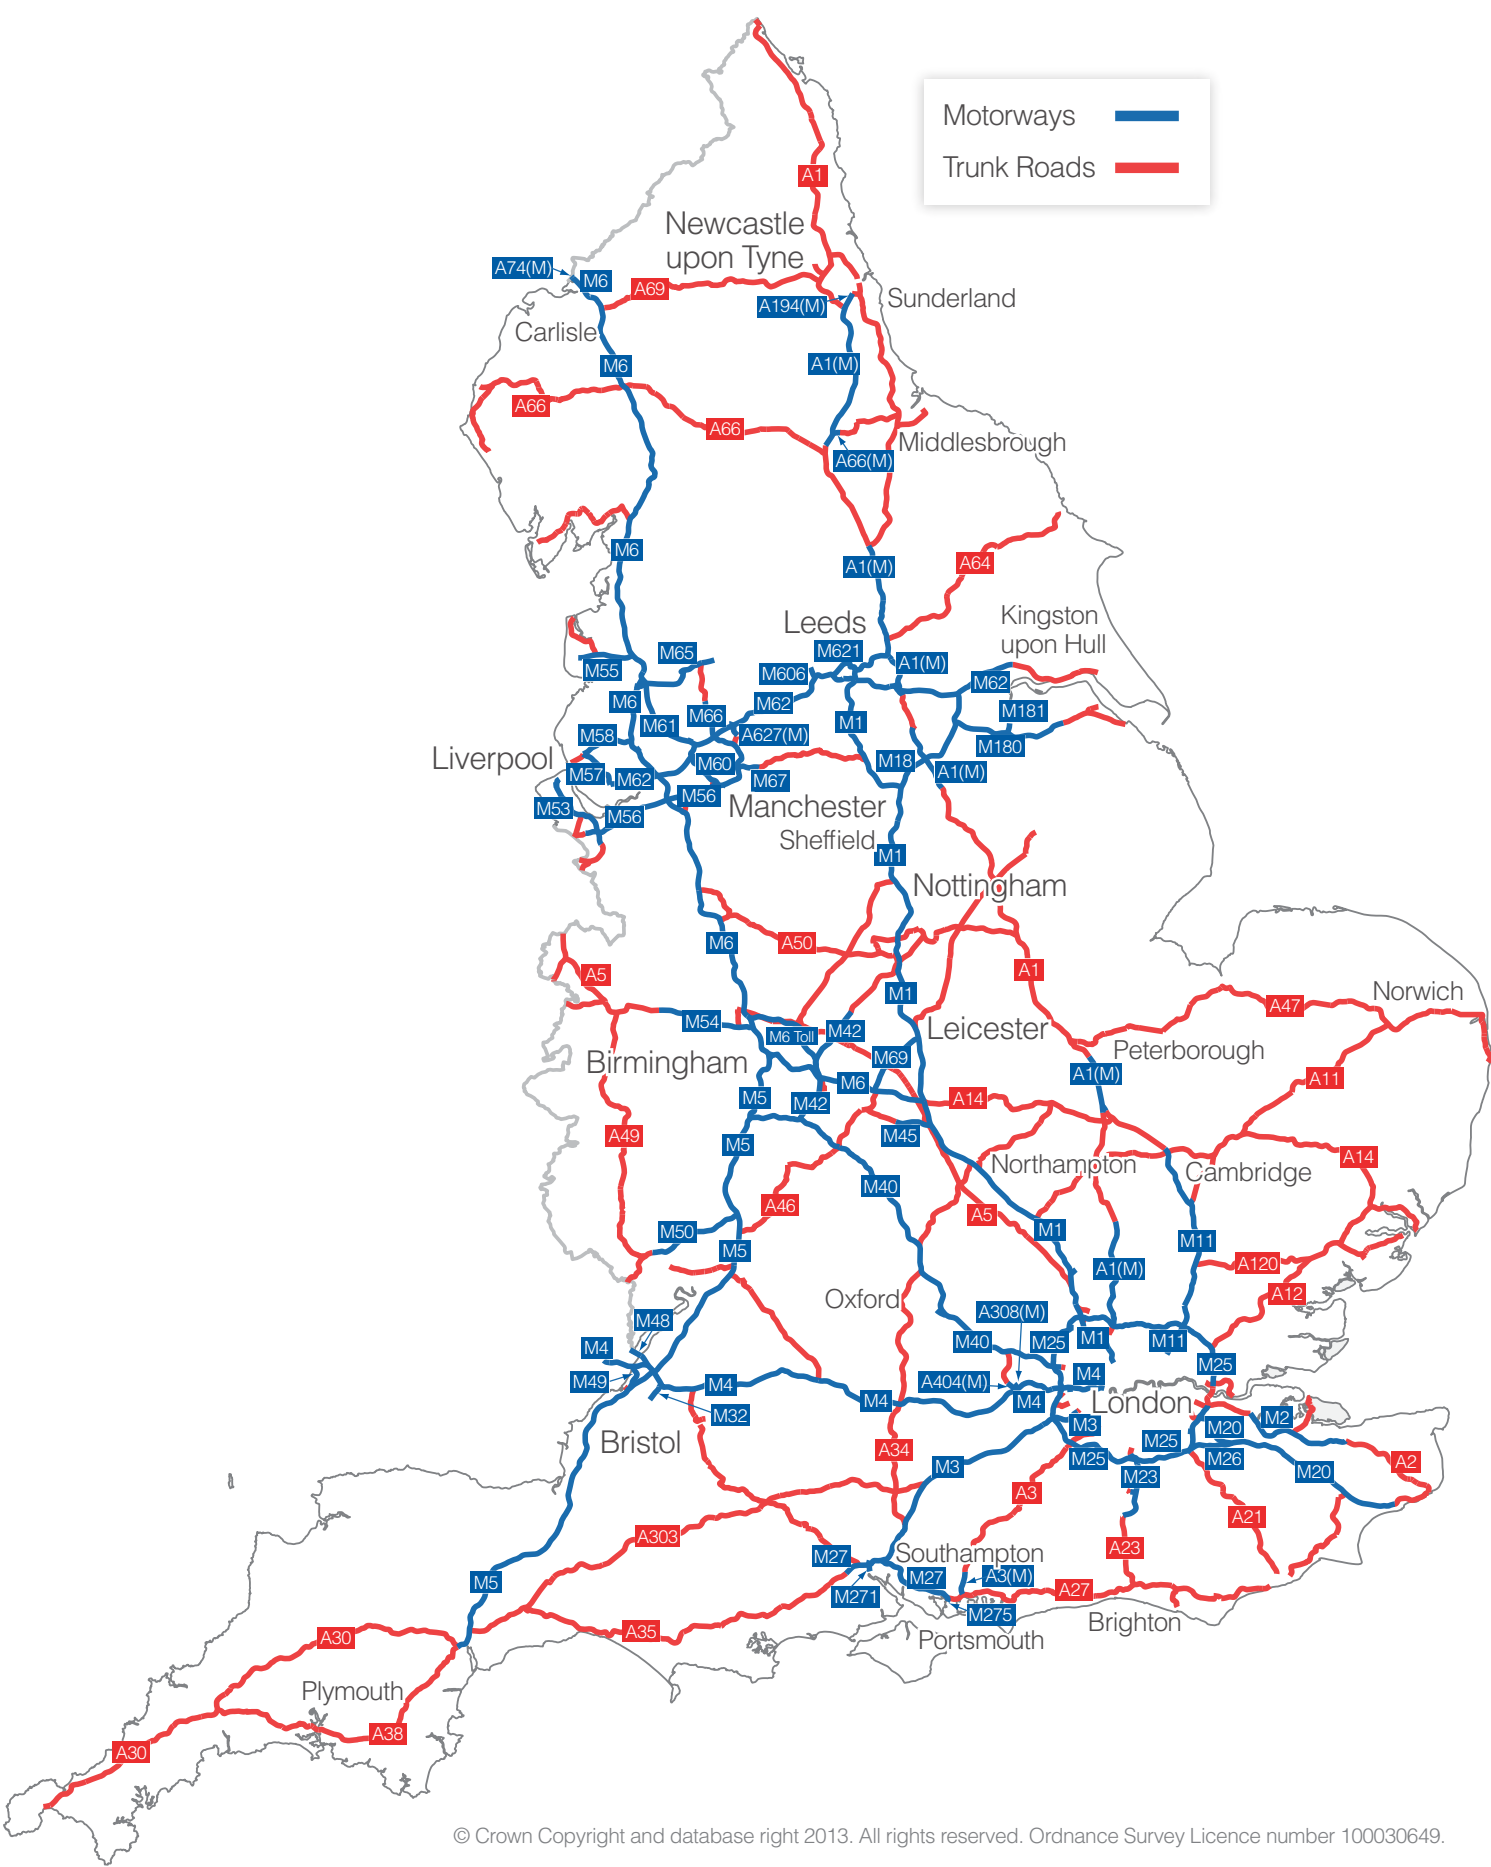 Motorways
Trunk Roads
A1
Newcastle
upon Tyne
A74(M)
M6
A69
A194(M)
Sunderland
Carlisle
M6
A1(M)
A66
A66
Middlesbrough
A66(M)
M6
A1(M)
A64
Leeds
Kingston
upon Hull
M621
M65
A1(M)
M55
M606
M62
M6
M62
M181
M66
M61
M1
M58
A627(M)
M180
Liverpool
M18
M60
A1(M)
M57
M62
M67
M56
M53
Manchester
M56
Sheffield
M1
Nottingham
M6
A50
A1
A5
M1
Norwich
A47
M54
M6 Toll
M42
Leicester
Peterborough
Birmingham
M69
A1(M)
A11
M6
M5
M42
A14
A49
M45
M5
Northampton
A14
Cambridge
M40
A46
A5
M50
M1
M11
M5
A1(M)
A120
A12
Oxford
A308(M)
M48
M40
M25
M1
M11
M4
M25
M49
M4
A404(M)
M4
M4
M4
London
M32
M2
M3
M20
Bristol
M25
A34
M25
M26
A2
M3
M23
M20
A3
A21
A303
A23
M27
Southampton
M5
M27
A3(M)
A27
M271
M275
Brighton
A30
A35
Portsmouth
Plymouth
A38
A30
© Crown Copyright and database right 2013. All rights reserved. Ordnance Survey Licence number 100030649.